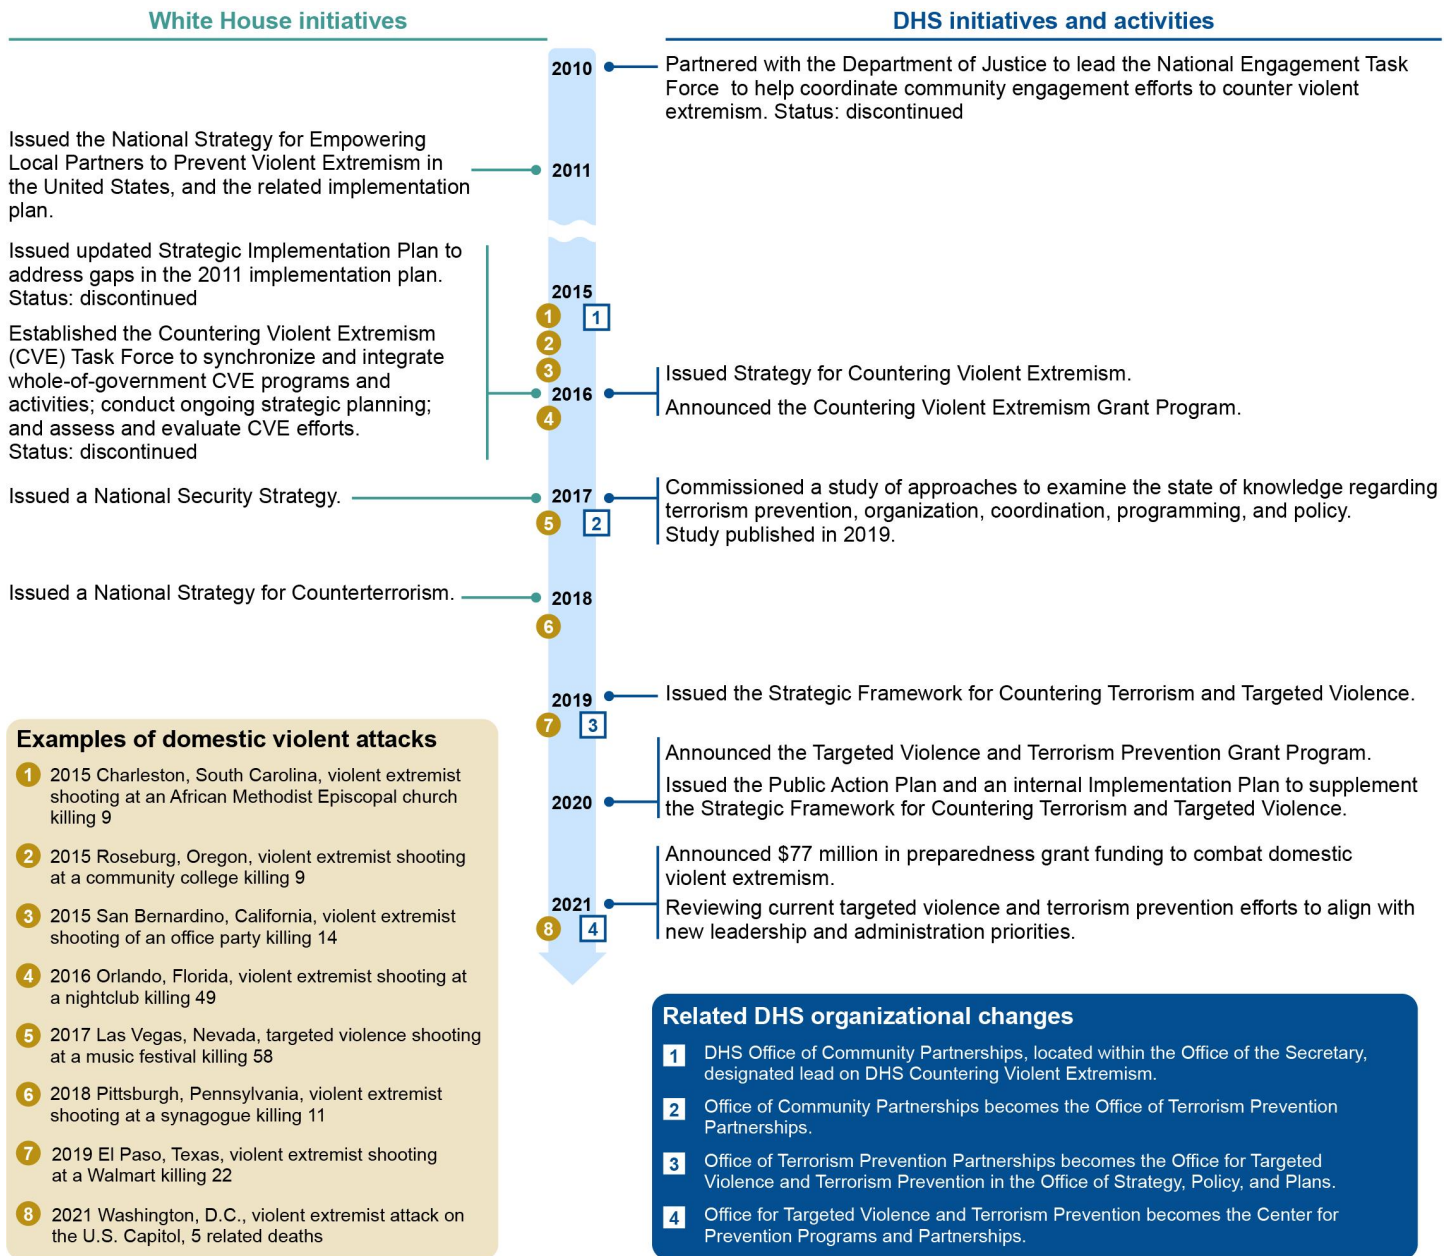 White House initiatives
DHS initiatives and activities
2010
Partnered with the Department of Justice to lead the National Engagement Task
Force to help coordinate community engagement efforts to counter violent
extremism. Status: discontinued
Issued the National Strategy for Empowering
Local Partners to Prevent Violent Extremism in
the United States, and the related implementation
plan.
2011
Issued updated Strategic Implementation Plan to
address gaps in the 2011 implementation plan.
Status: discontinued
Established the Countering Violent Extremism
(CVE) Task Force to synchronize and integrate
whole-of-government CVE programs and
activities; conduct ongoing strategic planning;
and assess and evaluate CVE efforts.
Status: discontinued
2015
1
1
2
3
2016
4
Issued Strategy for Countering Violent Extremism.
Announced the Countering Violent Extremism Grant Program.
Issued a National Security Strategy.
2017
5
2
Commissioned a study of approaches to examine the state of knowledge regarding
terrorism prevention, organization, coordination, programming, and policy.
Study published in 2019.
Issued a National Strategy for Counterterrorism.
2018
6
2019
7
3
Issued the Strategic Framework for Countering Terrorism and Targeted Violence.
2020
Announced the Targeted Violence and Terrorism Prevention Grant Program.
Issued the Public Action Plan and an internal Implementation Plan to supplement
the Strategic Framework for Countering Terrorism and Targeted Violence.
2021
8
4
Announced $77 million in preparedness grant funding to combat domestic
violent extremism.
Reviewing current targeted violence and terrorism prevention efforts to align with
new leadership and administration priorities.
Examples of domestic violent attacks
1 2015 Charleston, South Carolina, violent extremist
shooting at an African Methodist Episcopal church
killing 9
2 2015 Roseburg, Oregon, violent extremist shooting
at a community college killing 9
3 2015 San Bernardino, California, violent extremist
shooting of an office party killing 14
4 2016 Orlando, Florida, violent extremist shooting at
a nightclub killing 49
5 2017 Las Vegas, Nevada, targeted violence shooting
at a music festival killing 58
6 2018 Pittsburgh, Pennsylvania, violent extremist
shooting at a synagogue killing 11
7 2019 El Paso, Texas, violent extremist shooting
at a Walmart killing 22
8 2021 Washington, D.C., violent extremist attack on
the U.S. Capitol, 5 related deaths
Related DHS organizational changes
1 DHS Office of Community Partnerships, located within the Office of the Secretary,
designated lead on DHS Countering Violent Extremism.
2 Office of Community Partnerships becomes the Office of Terrorism Prevention
Partnerships.
3 Office of Terrorism Prevention Partnerships becomes the Office for Targeted
Violence and Terrorism Prevention in the Office of Strategy, Policy, and Plans.
4 Office for Targeted Violence and Terrorism Prevention becomes the Center for
Prevention Programs and Partnerships.